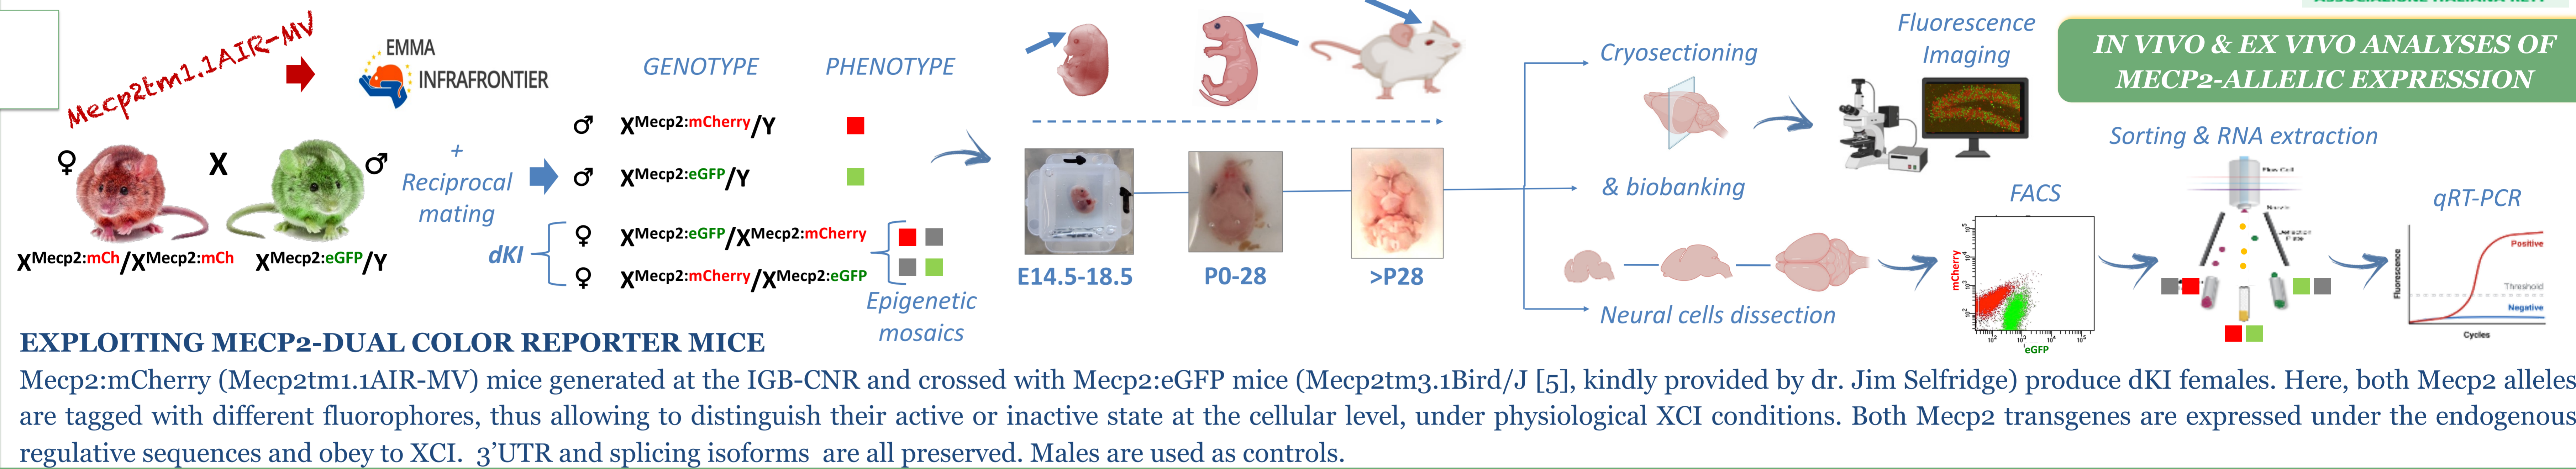 Mecp2tm1.1AIR-MV
EMMA
INFRAFRONTIER
♀
X
♂
XMecp2:mCh/XMecp2:mCh
XMecp2:eGFP/Y
+
Reciprocal
mating
GENOTYPE
PHENOTYPE
♂ XMecp2:mCherry/Y
♂ XMecp2:eGFP/Y
dKI
♀ XMecp2:eGFP/XMecp2:mCherry
♀ XMecp2:mCherry/XMecp2:eGFP
Epigenetic
mosaics
E14.5-18.5
P0-28
>P28
Cryosectioning
& biobanking
Neural cells dissection
Fluorescence
Imaging
IN VIVO & EX VIVO ANALYSES OF
MECP2-ALLELIC EXPRESSION
Sorting & RNA extraction
FACS
mCherry
eGFP
Flow Cell
qRT-PCR
Fluorescence
Positive
Threshold
Negative
Cycles
EXPLOITING MECP2-DUAL COLOR REPORTER MICE
Mecp2:mCherry (Mecp2tm1.1AIR-MV) mice generated at the IGB-CNR and crossed with Mecp2:eGFP mice (Mecp2tm3.1Bird/J [5], kindly provided by dr. Jim Selfridge) produce dKI females. Here, both Mecp2 alleles
are tagged with different fluorophores, thus allowing to distinguish their active or inactive state at the cellular level, under physiological XCI conditions. Both Mecp2 transgenes are expressed under the endogenous
regulative sequences and obey to XCI. 3’UTR and splicing isoforms are all preserved. Males are used as controls.